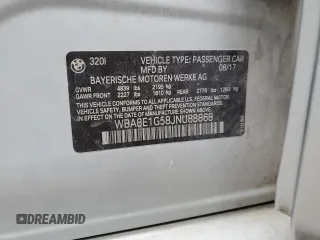 320i VEHICLE TYPE: PASSENGER CAR
08/17
BAYERISCHE MOTOREN WERKE AG
GVWR 4839 lbs 2195 kg
GAWR FRONT 2227 lbs 1010 kg REAR 2778 lbs 1260 kg
THIS VEHICLE CONFORMS TO ALL APPLICABLE FEDERAL MOTOR VEHICLE
SAFETY, BUMPER AND THEFT PREVENTION STANDARDS IN EFFECT
ON THE DATE OF MANUFACTURE SHOWN ABOVE.
WBA8E1G58JNU88868
DREAMBID